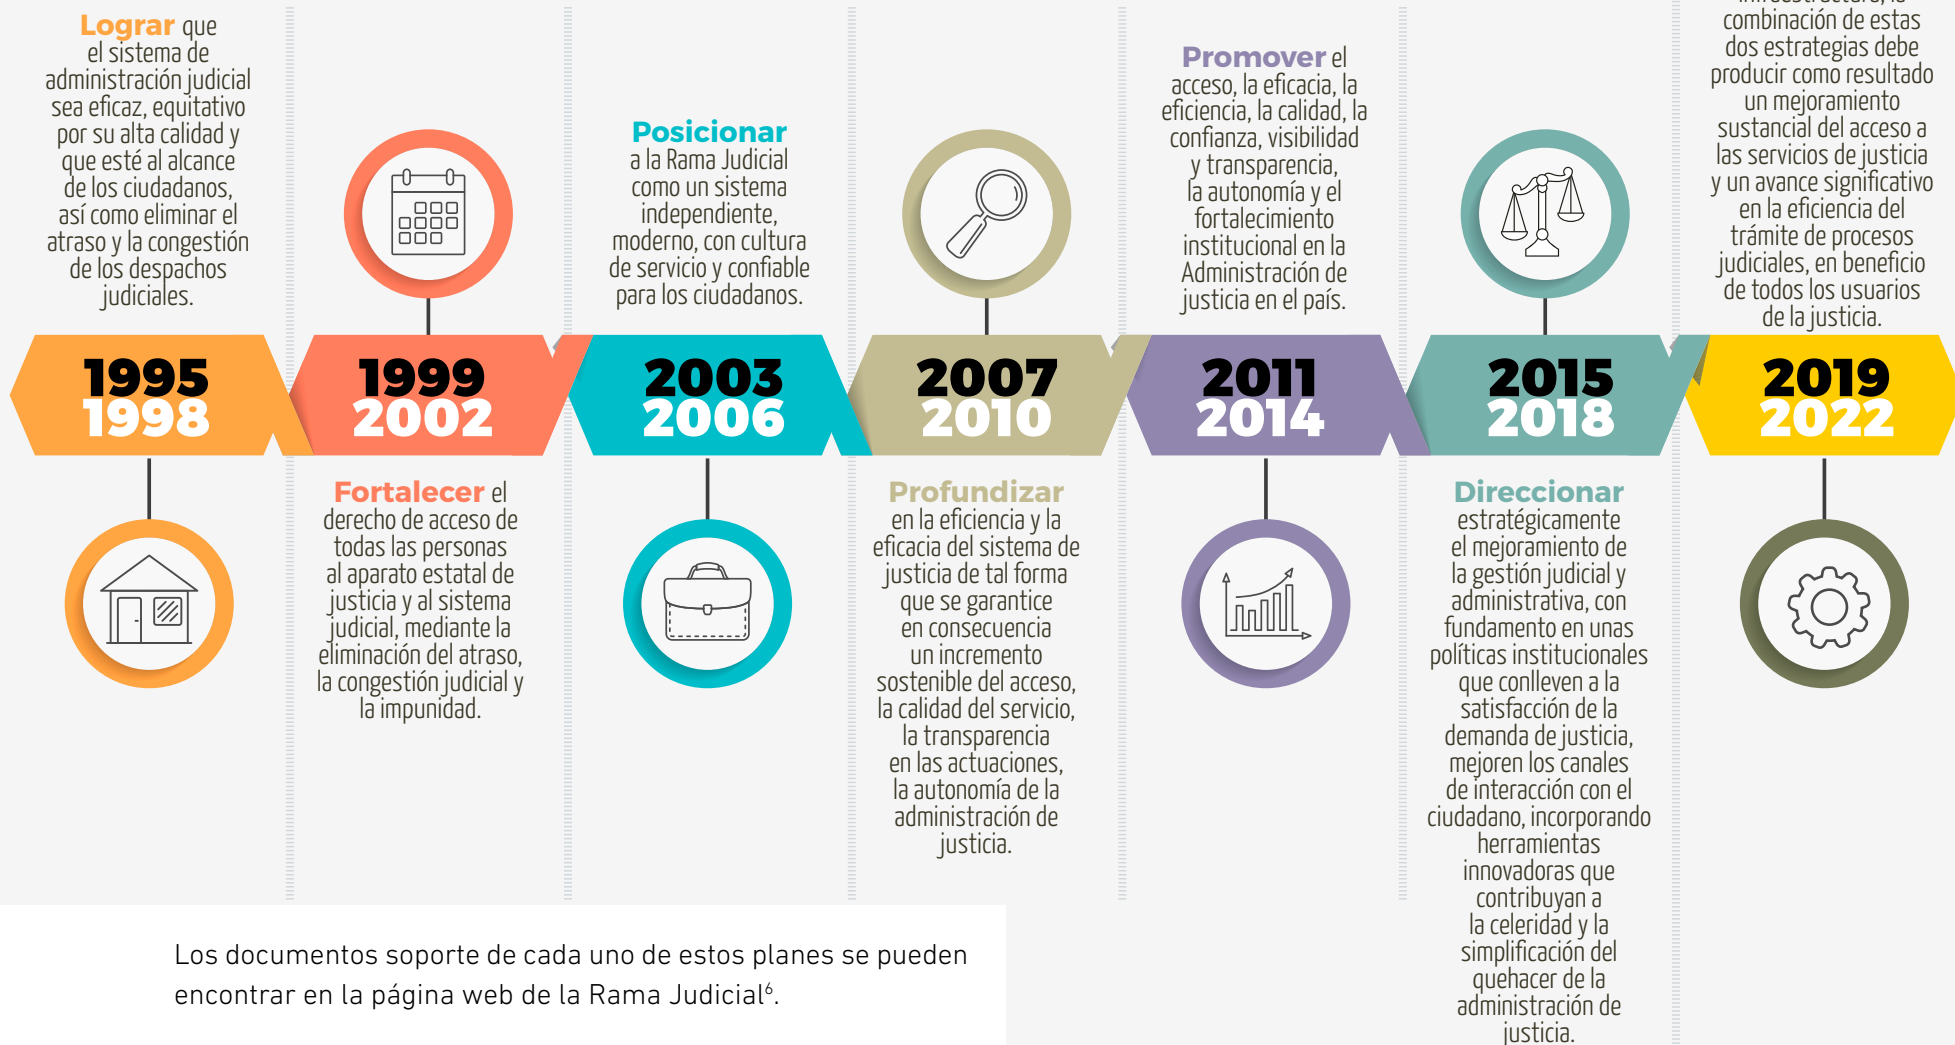 Lograr que
el sistema de
administración judicial
sea eficaz, equitativo
por su alta calidad y
que esté al alcance
de los ciudadanos,
así como eliminar el
atraso y la congestión
de los despachos
judiciales.
1995
1998
1999
2002
Fortalecer el
derecho de acceso de
todas las personas
al aparato estatal de
justicia y al sistema
judicial, mediante la
eliminación del atraso,
la congestión judicial y
la impunidad.
Posicionar
a la Rama Judicial
como un sistema
independiente,
moderno, con cultura
de servicio y confiable
para los ciudadanos.
2003
2006
2007
2010
Profundizar
en la eficiencia y la
eficacia del sistema de
justicia de tal forma
que se garantice
en consecuencia
un incremento
sostenible del acceso,
la calidad del servicio,
la transparencia
en las actuaciones,
la autonomía de la
administración de
justicia.
Promover el
acceso, la eficacia, la
eficiencia, la calidad, la
confianza, visibilidad
y transparencia,
la autonomía y el
fortalecimiento
institucional en la
Administración de
justicia en el país.
2011
2014
2015
2018
Direccionar
estratégicamente
el mejoramiento de
la gestión judicial y
administrativa, con
fundamento en unas
políticas institucionales
que conlleven a la
satisfacción de la
demanda de justicia,
mejoren los canales
de interacción con el
ciudadano, incorporando
herramientas
innovadoras que
contribuyan a
la celeridad y la
simplificación del
quehacer de la
administración de
justicia.
combinación de estas
dos estrategias debe
producir como resultado
un mejoramiento
sustancial del acceso a
las servicios de justicia
y un avance significativo
en la eficiencia del
trámite de procesos
judiciales, en beneficio
de todos los usuarios
de la justicia.
2019
2022
Los documentos soporte de cada uno de estos planes se pueden
encontrar en la página web de la Rama Judicial⁶.